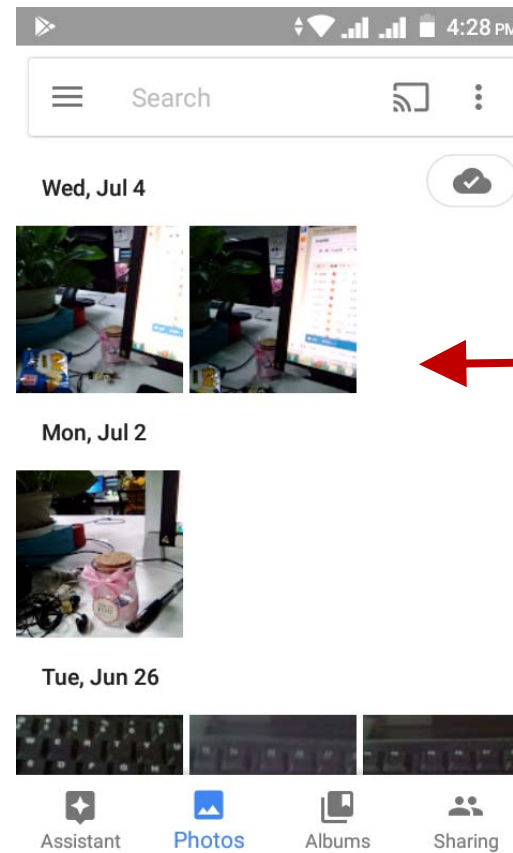 4:28 PM
Search
Wed, Jul 4
Mon, Jul 2
Tue, Jun 26
Assistant
Photos
Albums
Sharing